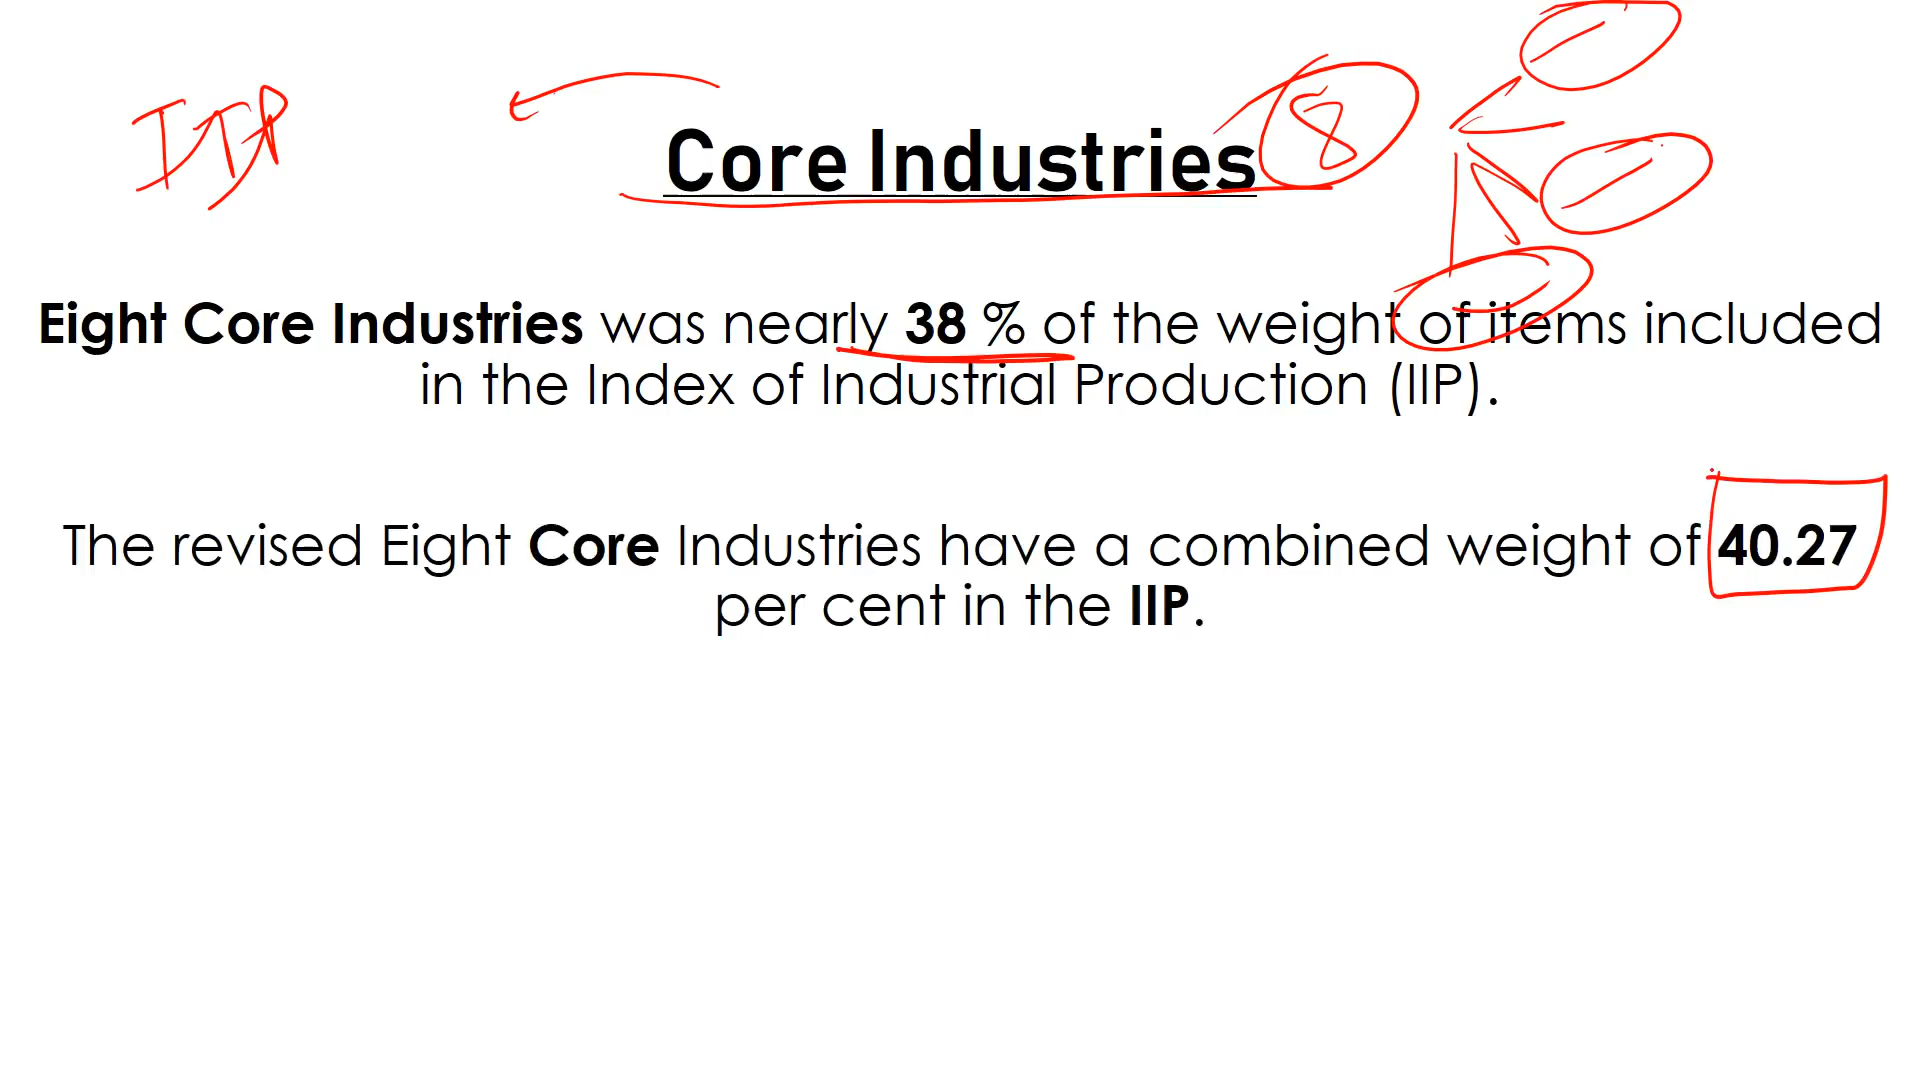 IIP
Core Industries 8
Eight Core Industries was nearly 38 % of the weight of items included
in the Index of Industrial Production (IIP).
The revised Eight Core Industries have a combined weight of 40.27
per cent in the IIP.